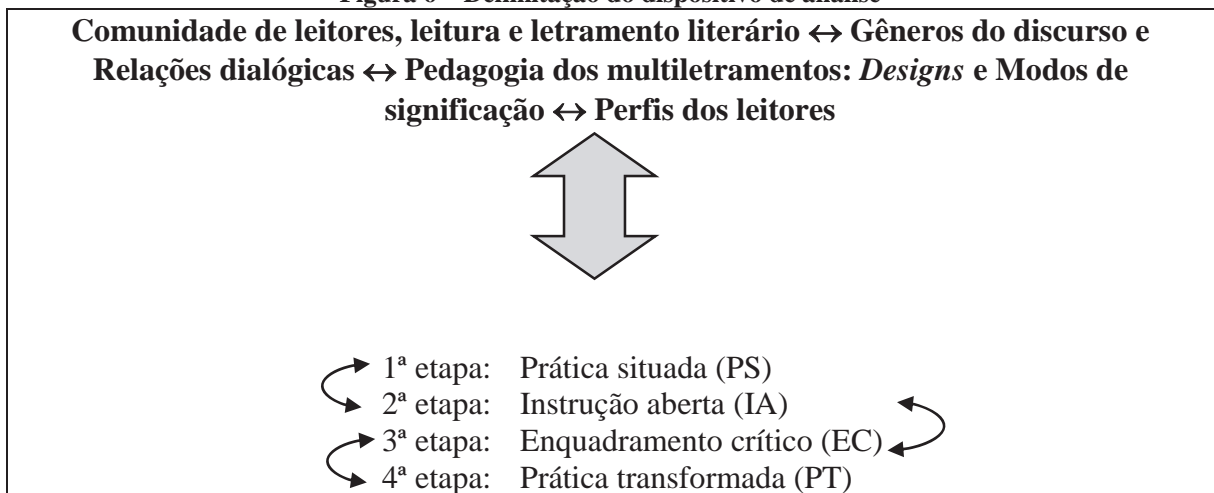 Comunidade de leitores, leitura e letramento literário ↔ Gêneros do discurso e
Relações dialógicas ↔ Pedagogia dos multiletramentos: Designs e Modos de
significação ↔ Perfis dos leitores
1ª etapa: Prática situada (PS)
2ª etapa: Instrução aberta (IA)
3ª etapa: Enquadramento crítico (EC)
4ª etapa: Prática transformada (PT)